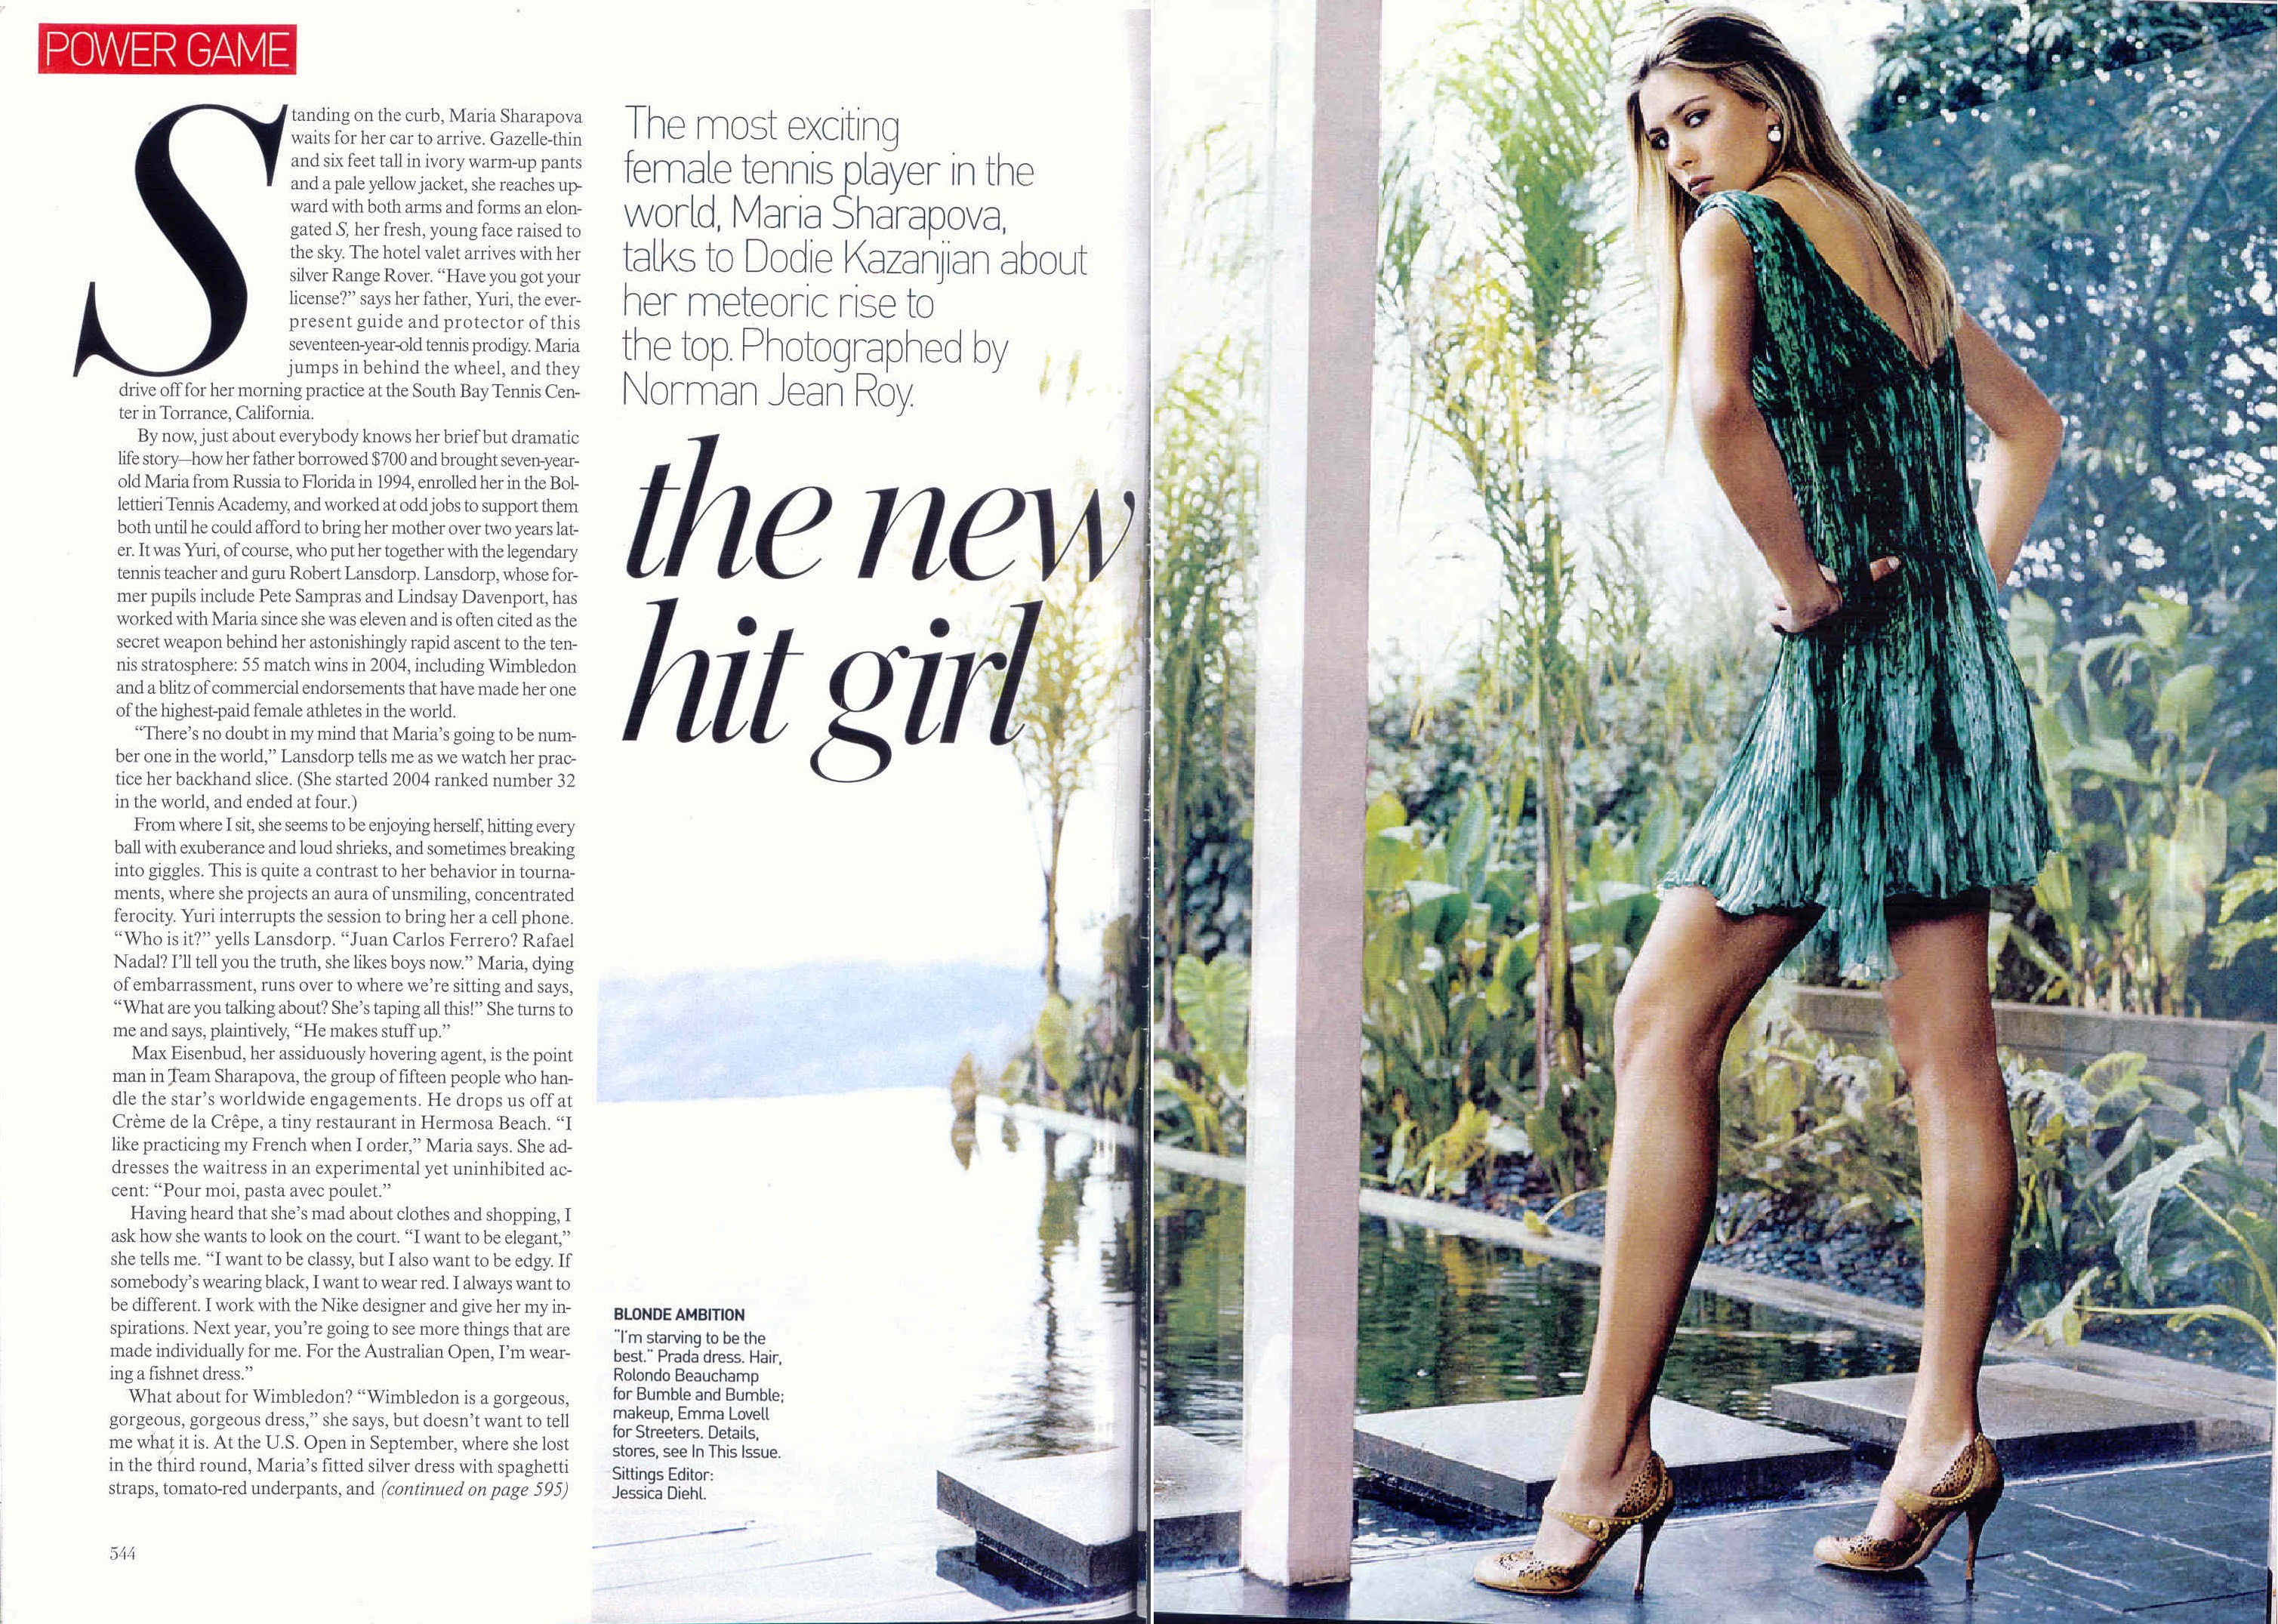 POWER GAME
Standing on the curb, Maria Sharapova
waits for her car to arrive. Gazelle-thin
and six feet tall in ivory warm-up pants
and a pale yellow jacket, she reaches up-
ward with both arms and forms an elon-
gated S, her fresh, young face raised to
the sky. The hotel valet arrives with her
silver Range Rover. “Have you got your
license?” says her father, Yuri, the ever-
present guide and protector of this
seventeen-year-old tennis prodigy. Maria
jumps in behind the wheel, and they
drive off for her morning practice at the South Bay Tennis Cen-
ter in Torrance, California.
By now, just about everybody knows her brief but dramatic
life story—how her father borrowed $700 and brought seven-year-
old Maria from Russia to Florida in 1994, enrolled her in the Bol-
lettieri Tennis Academy, and worked at odd jobs to support them
both until he could afford to bring her mother over two years lat-
er. It was Yuri, of course, who put her together with the legendary
tennis teacher and guru Robert Lansdorp. Lansdorp, whose for-
mer pupils include Pete Sampras and Lindsay Davenport, has
worked with Maria since she was eleven and is often cited as the
secret weapon behind her astonishingly rapid ascent to the ten-
nis stratosphere: 55 match wins in 2004, including Wimbledon
and a blitz of commercial endorsements that have made her one
of the highest-paid female athletes in the world.
“There’s no doubt in my mind that Maria’s going to be num-
ber one in the world,” Lansdorp tells me as we watch her prac-
tice her backhand slice. (She started 2004 ranked number 32
in the world, and ended at four.)
From where I sit, she seems to be enjoying herself, hitting every
ball with exuberance and loud shrieks, and sometimes breaking
into giggles. This is quite a contrast to her behavior in tourna-
ments, where she projects an aura of unsmiling, concentrated
ferocity. Yuri interrupts the session to bring her a cell phone.
“Who is it?” yells Lansdorp. “Juan Carlos Ferrero? Rafael
Nadal? I’ll tell you the truth, she likes boys now.” Maria, dying
of embarrassment, runs over to where we’re sitting and says,
“What are you talking about? She’s taping all this!” She turns to
me and says, plaintively, “He makes stuff up.”
Max Eisenbud, her assiduously hovering agent, is the point
man in Team Sharapova, the group of fifteen people who han-
dle the star’s worldwide engagements. He drops us off at
Crème de la Crêpe, a tiny restaurant in Hermosa Beach. “I
like practicing my French when I order,” Maria says. She ad-
dresses the waitress in an experimental yet uninhibited ac-
cent: “Pour moi, pasta avec poulet.”
Having heard that she’s mad about clothes and shopping, I
ask how she wants to look on the court. “I want to be elegant,”
she tells me. “I want to be classy, but I also want to be edgy. If
somebody’s wearing black, I want to wear red. I always want to
be different. I work with the Nike designer and give her my in-
spirations. Next year, you’re going to see more things that are
made individually for me. For the Australian Open, I’m wear-
ing a fishnet dress.”
What about for Wimbledon? “Wimbledon is a gorgeous,
gorgeous, gorgeous dress,” she says, but doesn’t want to tell
me what it is. At the U.S. Open in September, where she lost
in the third round, Maria’s fitted silver dress with spaghetti
straps, tomato-red underpants, and (continued on page 595)
544
The most exciting
female tennis player in the
world, Maria Sharapova,
talks to Dodie Kazanjian about
her meteoric rise to
the top. Photographed by
Norman Jean Roy.
the new
hit girl
BLONDE AMBITION
“I’m starving to be the
best.” Prada dress. Hair,
Rolondo Beauchamp
for Bumble and Bumble;
makeup, Emma Lovell
for Streeters. Details,
stores, see In This Issue.
Sittings Editor:
Jessica Diehl.